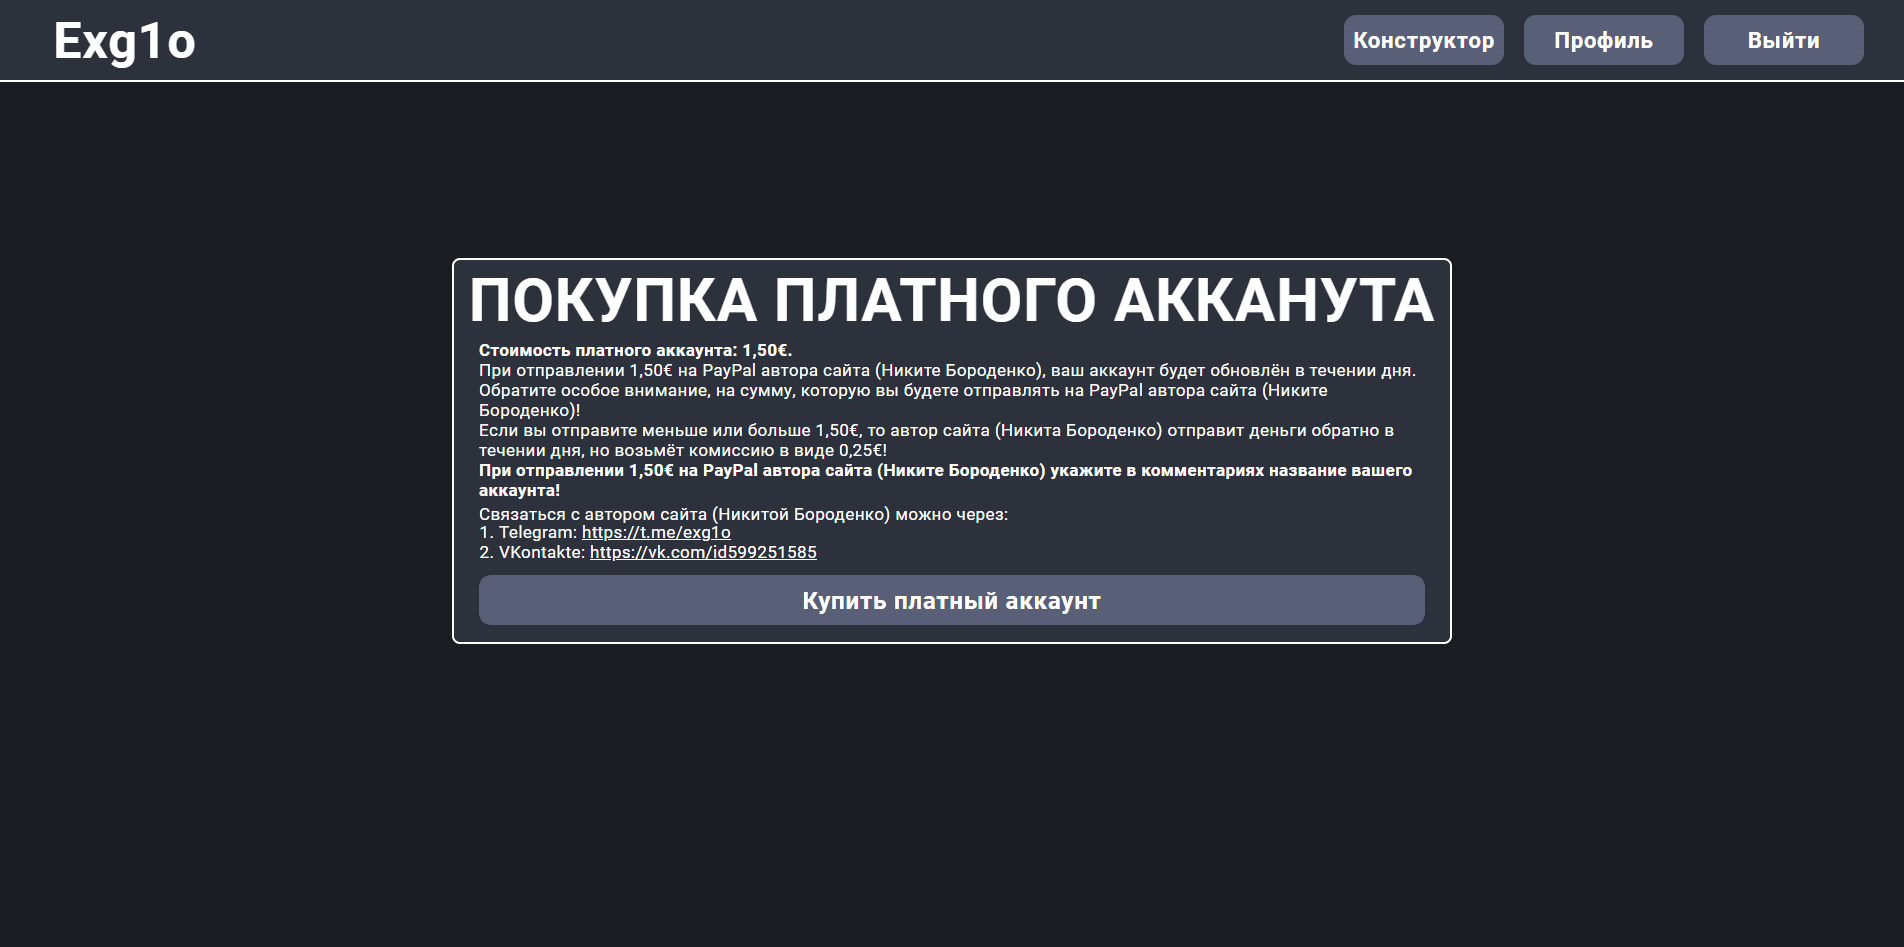 Exg1o
Конструктор
Профиль
Выйти
ПОКУПКА ПЛАТНОГО АККАНУТА
Стоимость платного аккаунта: 1,50€.
При отправлении 1,50€ на PayPal автора сайта (Никите Бороденко), ваш аккаунт будет обновлён в течении дня.
Обратите особое внимание, на сумму, которую вы будете отправлять на PayPal автора сайта (Никите
Бороденко)!
Если вы отправите меньше или больше 1,50€, то автор сайта (Никита Бороденко) отправит деньги обратно в
течении дня, но возьмёт комиссию в виде 0,25€!
При отправлении 1,50€ на PayPal автора сайта (Никите Бороденко) укажите в комментариях название вашего
аккаунта!
Связаться с автором сайта (Никитой Бороденко) можно через:
1. Telegram: https://t.me/exg1o
2. VKontakte: https://vk.com/id599251585
Купить платный аккаунт